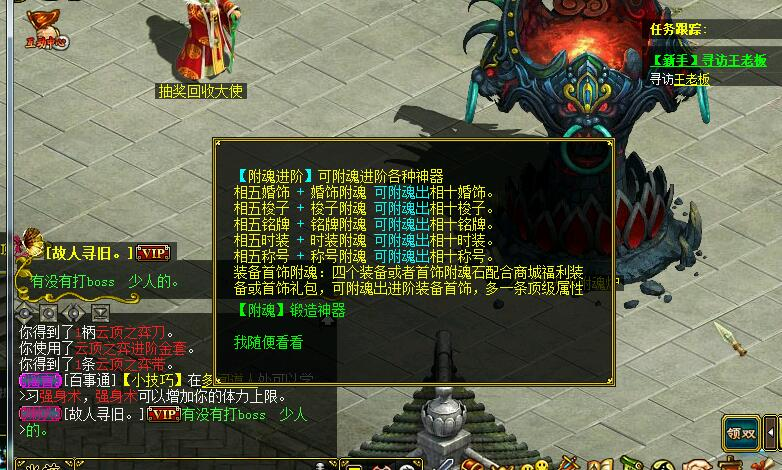 互动中心
抽奖回收大使
任务跟踪:
【新手】寻访王老板
寻访王老板
【附魂进阶】可附魂进阶各种神器
相五婚饰 + 婚饰附魂 可附魂出相十婚饰。
相五梭子 + 梭子附魂 可附魂出相十梭子。
相五铭牌 + 铭牌附魂 可附魂出相十铭牌。
相五时装 + 时装附魂 可附魂出相十时装。
相五称号 + 称号附魂 可附魂出相十称号。
装备首饰附魂: 四个装备或者首饰附魂石配合商城福利装
备或首饰礼包, 可附魂出进阶装备首饰, 多一条顶级属性
【附魂】锻造神器
我随便看看
[故人寻旧。] VIP
有没有打boss 少人的。
你得到了1柄云顶之弈刀。
你使用了云顶之弈进阶金套。
你得到了1条云顶之弈带。
[百事通]【小技巧】在
>习强身术, 强身术可以增加你的体力上限。
[故人寻旧。] VIP 有没有打boss 少人
>的。
领双